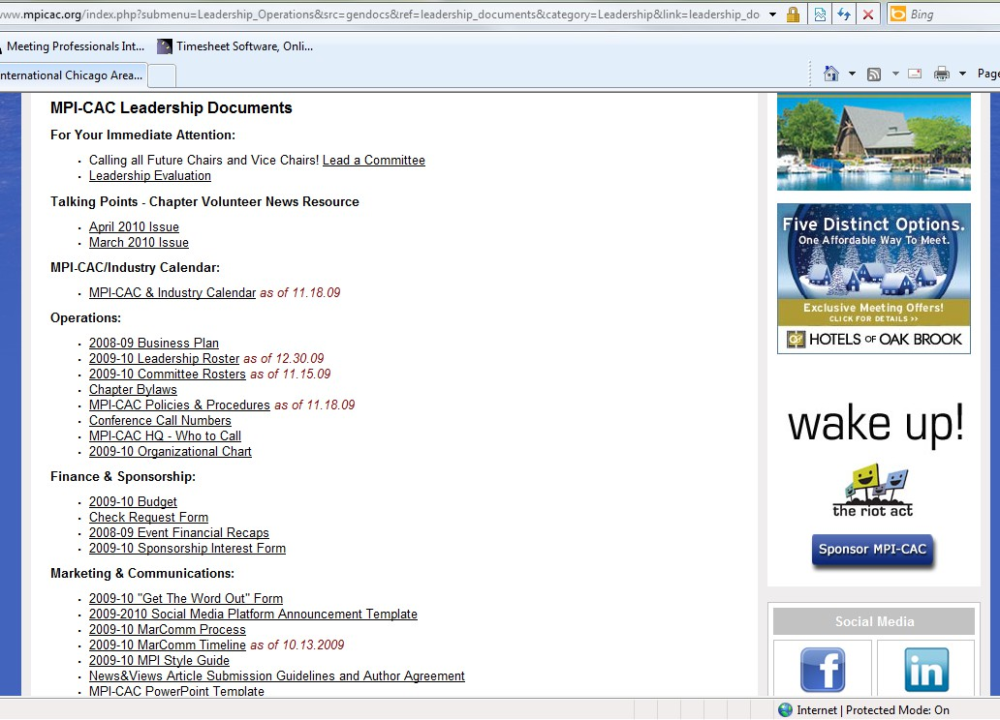 www.mpicac.org/index.php?submenu=Leadership_Operations&src=gendocs&ref=leadership_documents&category=Leadership&link=leadership_do
Bing
Meeting Professionals Int...
Timesheet Software, Onli...
nternational Chicago Area...
Page
MPI-CAC Leadership Documents
For Your Immediate Attention:
Calling all Future Chairs and Vice Chairs! Lead a Committee
Leadership Evaluation
Talking Points - Chapter Volunteer News Resource
April 2010 Issue
March 2010 Issue
MPI-CAC/Industry Calendar:
MPI-CAC & Industry Calendar as of 11.18.09
Operations:
2008-09 Business Plan
2009-10 Leadership Roster as of 12.30.09
2009-10 Committee Rosters as of 11.15.09
Chapter Bylaws
MPI-CAC Policies & Procedures as of 11.18.09
Conference Call Numbers
MPI-CAC HQ - Who to Call
2009-10 Organizational Chart
Finance & Sponsorship:
2009-10 Budget
Check Request Form
2008-09 Event Financial Recaps
2009-10 Sponsorship Interest Form
Marketing & Communications:
2009-10 "Get The Word Out" Form
2009-2010 Social Media Platform Announcement Template
2009-10 MarComm Process
2009-10 MarComm Timeline as of 10.13.2009
2009-10 MPI Style Guide
News&Views Article Submission Guidelines and Author Agreement
MPI-CAC PowerPoint Template
Five Distinct Options.
One Affordable Way To Meet.
Exclusive Meeting Offers!
CLICK FOR DETAILS >>
HOTELS OF OAK BROOK
wake up!
the riot act
Sponsor MPI-CAC
Social Media
f
in
Internet | Protected Mode: On